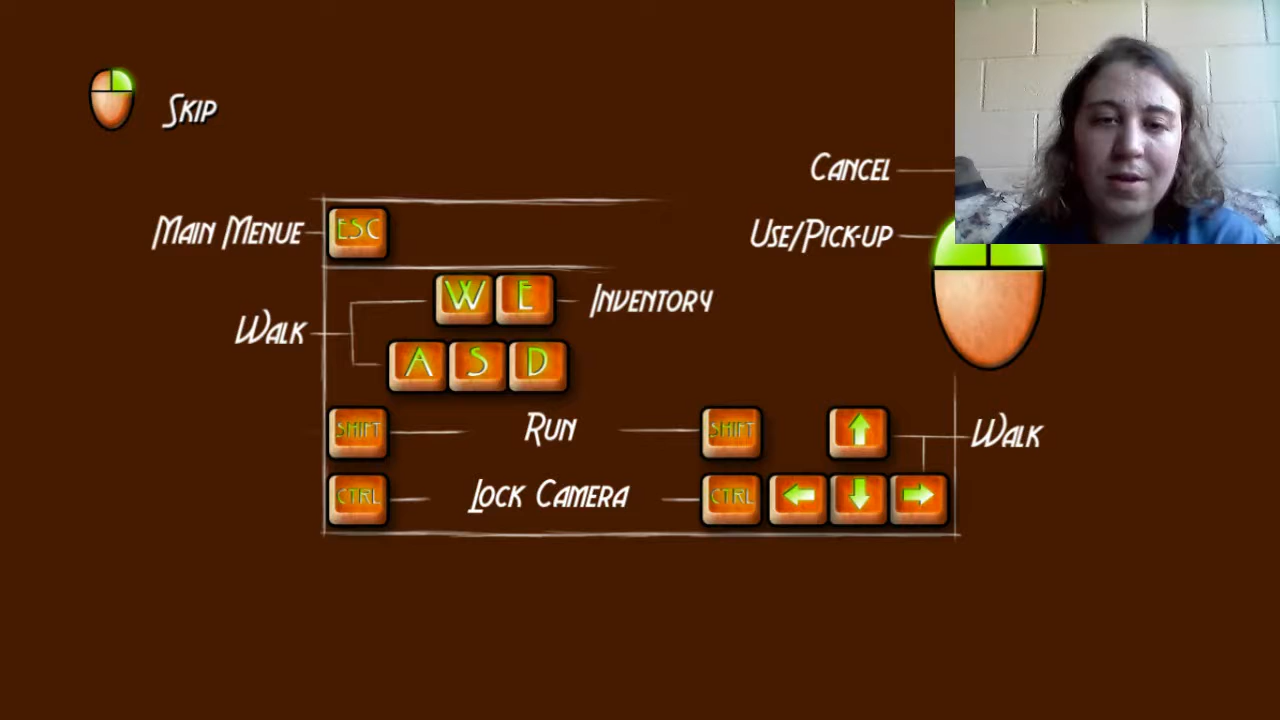 Skip
Cancel
Main Menue
ESC
Use/Pick-up
W E
Inventory
Walk
A S D
SHIFT
Run
SHIFT
Walk
CTRL
Lock Camera
CTRL